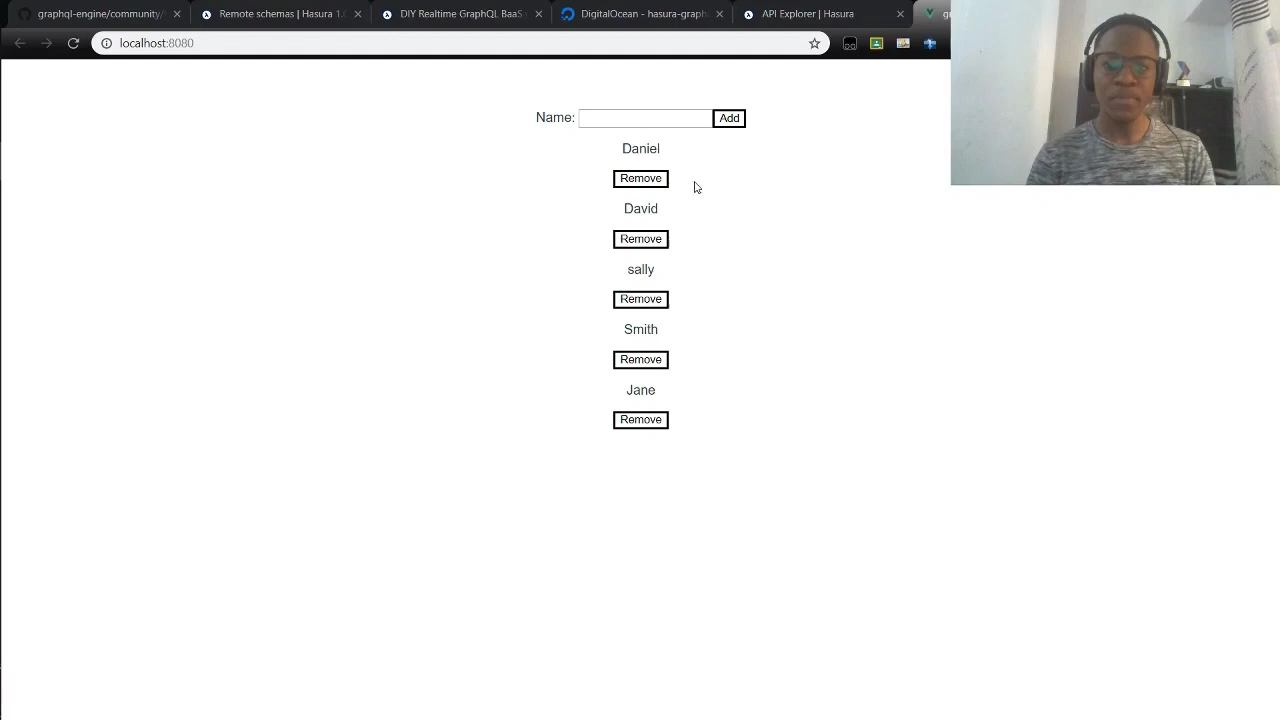 graphql-engine/community/
Remote schemas | Hasura 1.
DIY Realtime GraphQL BaaS
DigitalOcean - hasura-graph
API Explorer | Hasura
localhost:8080
Name:
Add
Daniel
Remove
David
Remove
sally
Remove
Smith
Remove
Jane
Remove